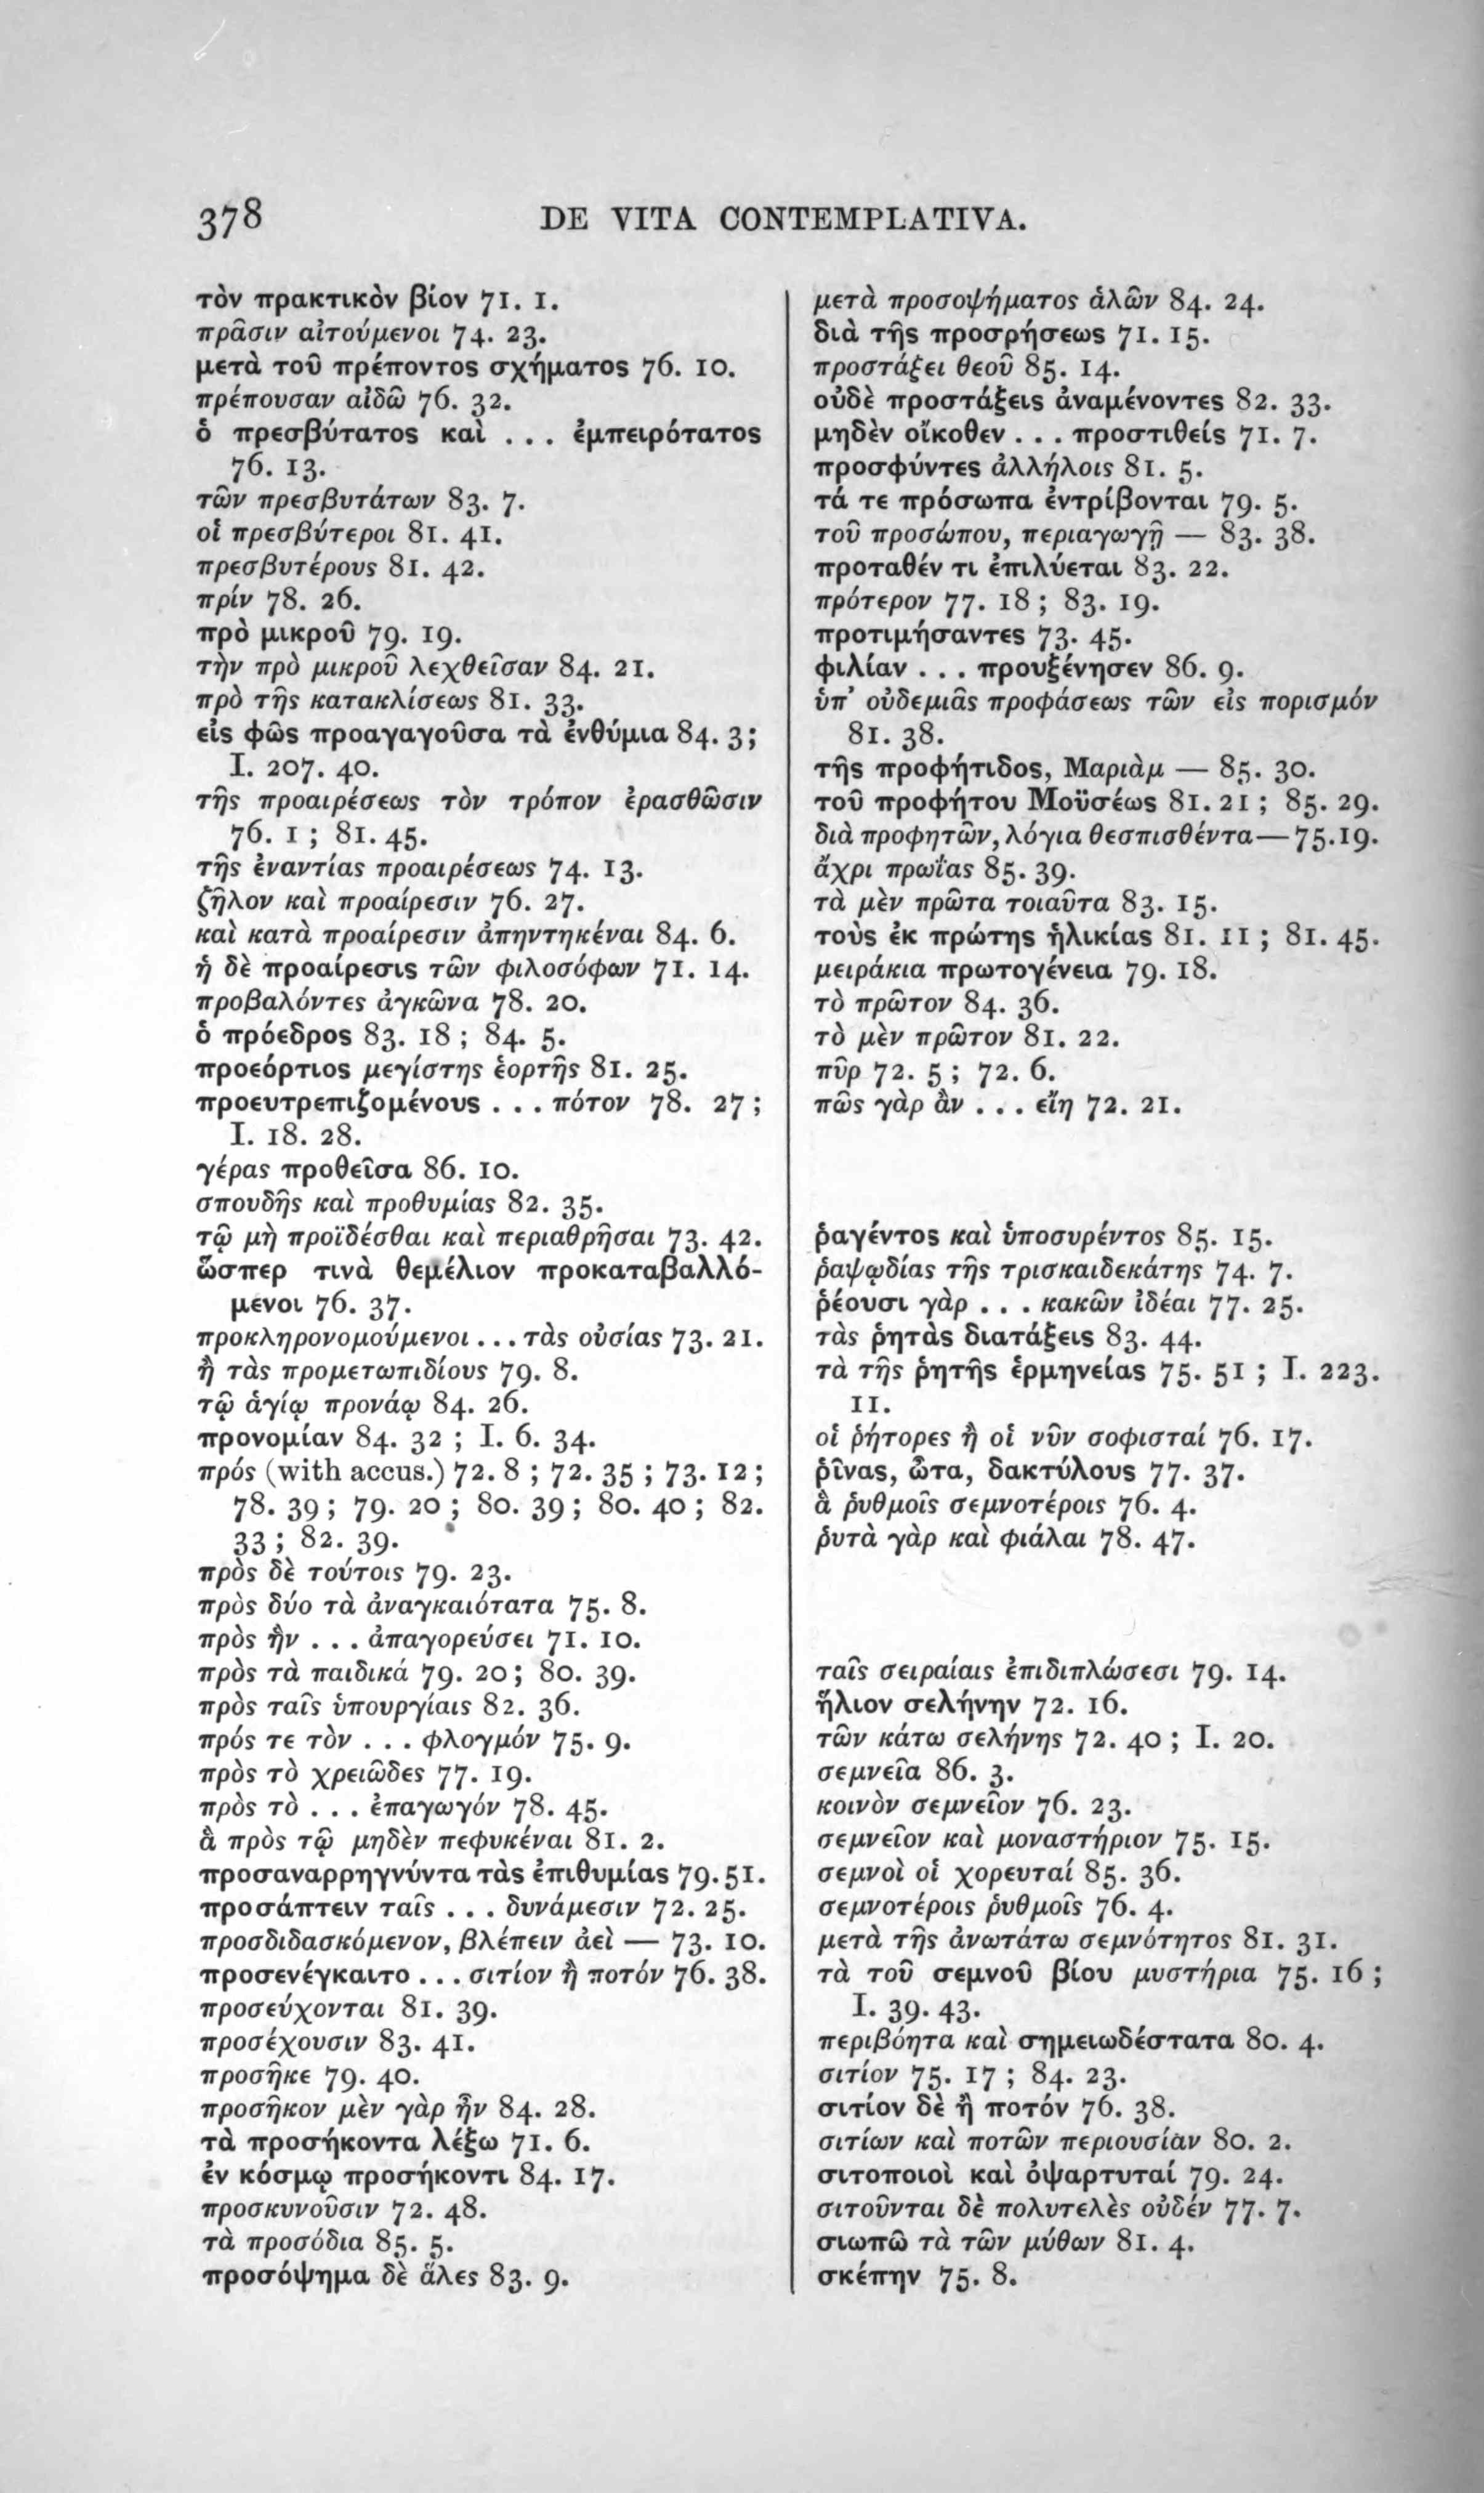 378
DE VITA CONTEMPLATIVA.
τὸν πρακτικὸν βίον 71. 1.
πρᾶσιν αἰτούμενοι 74. 23.
μετὰ τοῦ πρέποντος σχήματος 76. 10.
πρέπουσαν αἰδῶ 76. 32.
ὁ πρεσβύτατος καὶ . . . ἐμπειρότατος
76. 13.
τῶν πρεσβυτάτων 83. 7.
οἱ πρεσβύτεροι 81. 41.
πρεσβυτέρους 81. 42.
πρίν 78. 26.
πρὸ μικροῦ 79. 19.
τὴν πρὸ μικροῦ λεχθεῖσαν 84. 21.
πρὸ τῆς κατακλίσεως 81. 33.
εἰς φῶς προαγαγοῦσα τὰ ἐνθύμια 84. 3;
I. 207. 40.
τῆς προαιρέσεως τὸν τρόπον ἐρασθῶσιν
76. 1 ; 81. 45.
τῆς ἐναντίας προαιρέσεως 74. 13.
ζῆλον καὶ προαίρεσιν 76. 27.
καὶ κατὰ προαίρεσιν ἀπηντηκέναι 84. 6.
ἡ δὲ προαίρεσις τῶν φιλοσόφων 71. 14.
προβαλόντες ἀγκῶνα 78. 20.
ὁ πρόεδρος 83. 18 ; 84. 5.
προεόρτιος μεγίστης ἑορτῆς 81. 25.
προευτρεπιζομένους . . . πότον 78. 27 ;
I. 18. 28.
γέρας προθεῖσα 86. 10.
σπουδῆς καὶ προθυμίας 82. 35.
τῷ μὴ προϊδέσθαι καὶ περιαθρῆσαι 73. 42.
ὥσπερ τινὰ θεμέλιον προκαταβαλλό-
μενοι 76. 37.
προκληρονομούμενοι . . . τὰς οὐσίας 73. 21.
ἢ τὰς προμετωπιδίους 79. 8.
τῷ ἁγίῳ προνάῳ 84. 26.
προνομίαν 84. 32 ; I. 6. 34.
πρός (with accus.) 72. 8 ; 72. 35 ; 73. 12 ;
78. 39 ; 79. 20 ; 80. 39 ; 80. 40 ; 82.
33 ; 82. 39.
πρὸς δὲ τούτοις 79. 23.
πρὸς δύο τὰ ἀναγκαιότατα 75. 8.
πρὸς ἣν . . . ἀπαγορεύσει 71. 10.
πρὸς τὰ παιδικά 79. 20 ; 80. 39.
πρὸς ταῖς ὑπουργίαις 82. 36.
πρός τε τὸν . . . φλογμόν 75. 9.
πρὸς τὸ χρειῶδες 77. 19.
πρὸς τὸ . . . ἐπαγωγόν 78. 45.
ἃ πρὸς τῷ μηδὲν πεφυκέναι 81. 2.
προσαναρρηγνύντα τὰς ἐπιθυμίας 79. 51.
προσάπτειν ταῖς . . . δυνάμεσιν 72. 25.
προσδιδασκόμενον, βλέπειν ἀεὶ — 73. 10.
προσενέγκαιτο . . . σιτίον ἢ ποτόν 76. 38.
προσεύχονται 81. 39.
προσέχουσιν 83. 41.
προσῆκε 79. 40.
προσῆκον μὲν γὰρ ἦν 84. 28.
τὰ προσήκοντα λέξω 71. 6.
ἐν κόσμῳ προσήκοντι 84. 17.
προσκυνοῦσιν 72. 48.
τὰ προσόδια 85. 5.
προσόψημα δὲ ἅλες 83. 9.
μετὰ προσοψήματος ἁλῶν 84. 24.
διὰ τῆς προσρήσεως 71. 15.
προστάξει θεοῦ 85. 14.
οὐδὲ προστάξεις ἀναμένοντες 82. 33.
μηδὲν οἴκοθεν . . . προστιθείς 71. 7.
προσφύντες ἀλλήλοις 81. 5.
τά τε πρόσωπα ἐντρίβονται 79. 5.
τοῦ προσώπου, περιαγωγῇ — 83. 38.
προταθέν τι ἐπιλύεται 83. 22.
πρότερον 77. 18 ; 83. 19.
προτιμήσαντες 73. 45.
φιλίαν . . . προυξένησεν 86. 9.
ὑπ’ οὐδεμιᾶς προφάσεως τῶν εἰς πορισμόν
81. 38.
τῆς προφήτιδος, Μαριὰμ — 85. 30.
τοῦ προφήτου Μοϋσέως 81. 21 ; 85. 29.
διὰ προφητῶν, λόγια θεσπισθέντα — 75. 19.
ἄχρι πρωΐας 85. 39.
τὰ μὲν πρῶτα τοιαῦτα 83. 15.
τοὺς ἐκ πρώτης ἡλικίας 81. 11 ; 81. 45.
μειράκια πρωτογένεια 79. 18.
τὸ πρῶτον 84. 36.
τὸ μὲν πρῶτον 81. 22.
πῦρ 72. 5 ; 72. 6.
πῶς γὰρ ἂν . . . εἴη 72. 21.
ῥαγέντος καὶ ὑποσυρέντος 85. 15.
ῥαψῳδίας τῆς τρισκαιδεκάτης 74. 7.
ῥέουσι γὰρ . . . κακῶν ἰδέαι 77. 25.
τὰς ῥητὰς διατάξεις 83. 44.
τὰ τῆς ῥητῆς ἑρμηνείας 75. 51 ; I. 223.
11.
οἱ ῥήτορες ἢ οἱ νῦν σοφισταί 76. 17.
ῥῖνας, ὦτα, δακτύλους 77. 37.
ἃ ῥυθμοῖς σεμνοτέροις 76. 4.
ῥυτὰ γὰρ καὶ φιάλαι 78. 47.
ταῖς σειραίαις ἐπιδιπλώσεσι 79. 14.
ἥλιον σελήνην 72. 16.
τῶν κάτω σελήνης 72. 40 ; I. 20.
σεμνεῖα 86. 3.
κοινὸν σεμνεῖον 76. 23.
σεμνεῖον καὶ μοναστήριον 75. 15.
σεμνοὶ οἱ χορευταί 85. 36.
σεμνοτέροις ῥυθμοῖς 76. 4.
μετὰ τῆς ἀνωτάτω σεμνότητος 81. 31.
τὰ τοῦ σεμνοῦ βίου μυστήρια 75. 16 ;
I. 39. 43.
περιβόητα καὶ σημειωδέστατα 80. 4.
σιτίον 75. 17 ; 84. 23.
σιτίον δὲ ἢ ποτόν 76. 38.
σιτίων καὶ ποτῶν περιουσίαν 80. 2.
σιτοποιοὶ καὶ ὀψαρτυταί 79. 24.
σιτοῦνται δὲ πολυτελὲς οὐδέν 77. 7.
σιωπῶ τὰ τῶν μύθων 81. 4.
σκέπην 75. 8.